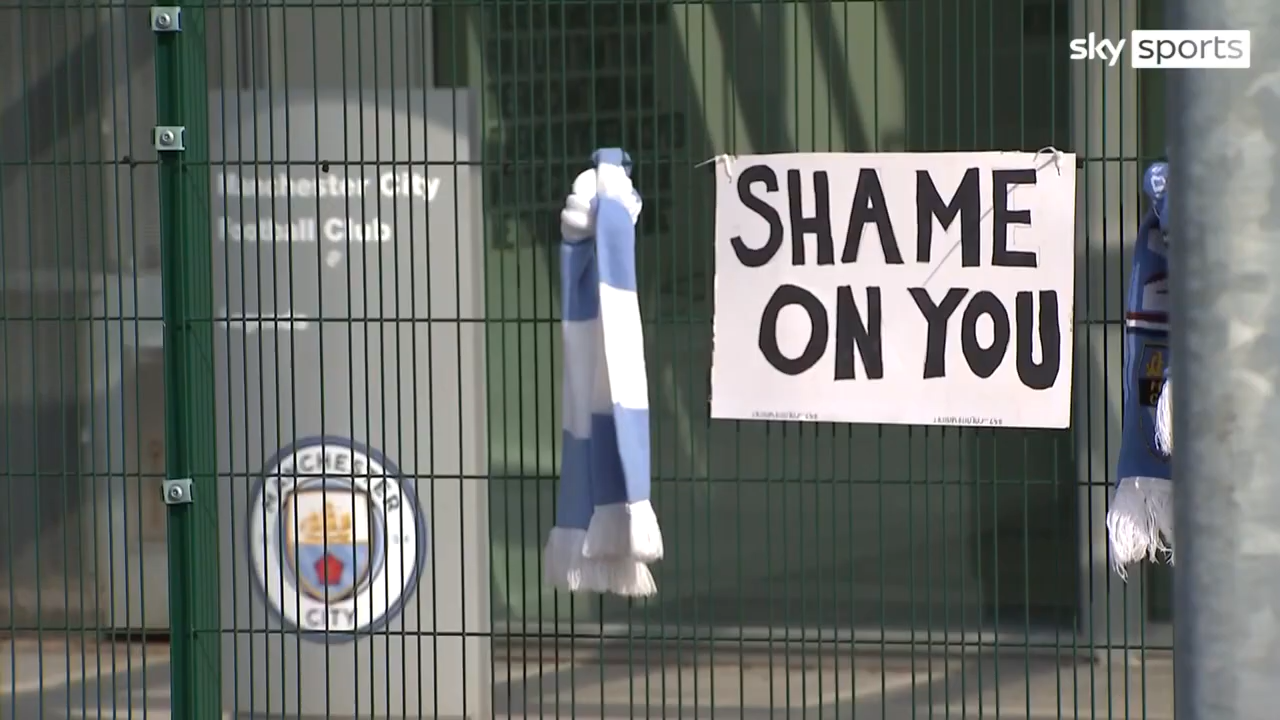 sky sports
Manchester City
Football Club
SHAME
ON YOU
MANCHESTER
CITY